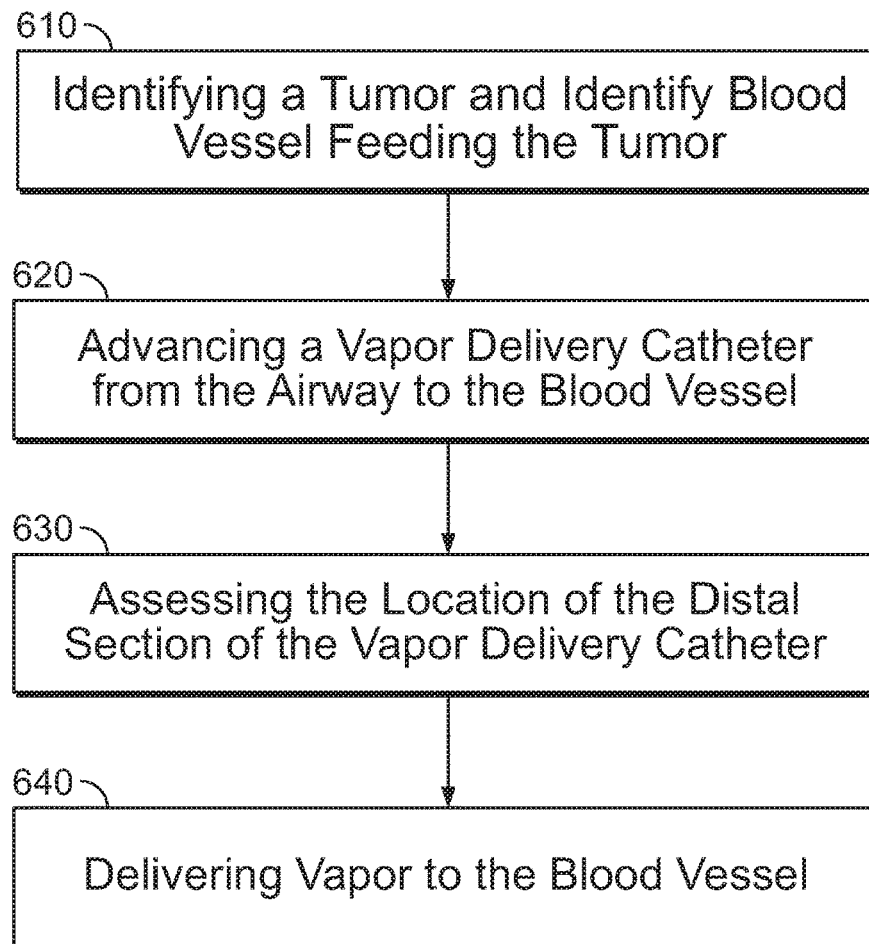 610
Identifying a Tumor and Identify Blood
Vessel Feeding the Tumor
620
Advancing a Vapor Delivery Catheter
from the Airway to the Blood Vessel
630
Assessing the Location of the Distal
Section of the Vapor Delivery Catheter
640
Delivering Vapor to the Blood Vessel